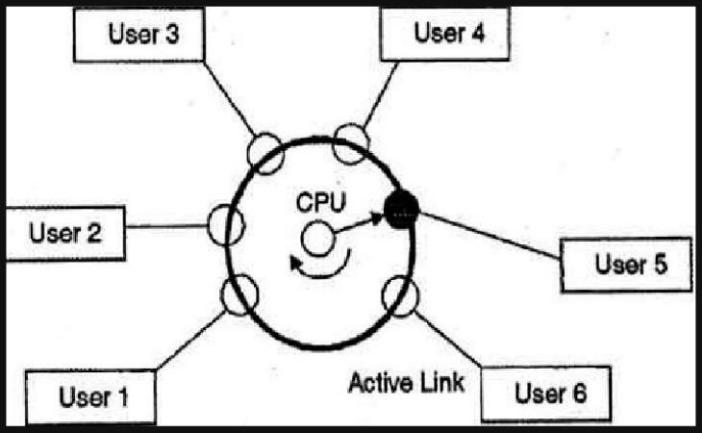 User 3
User 4
CPU
User 2
User 5
Active Link
User 1
User 6